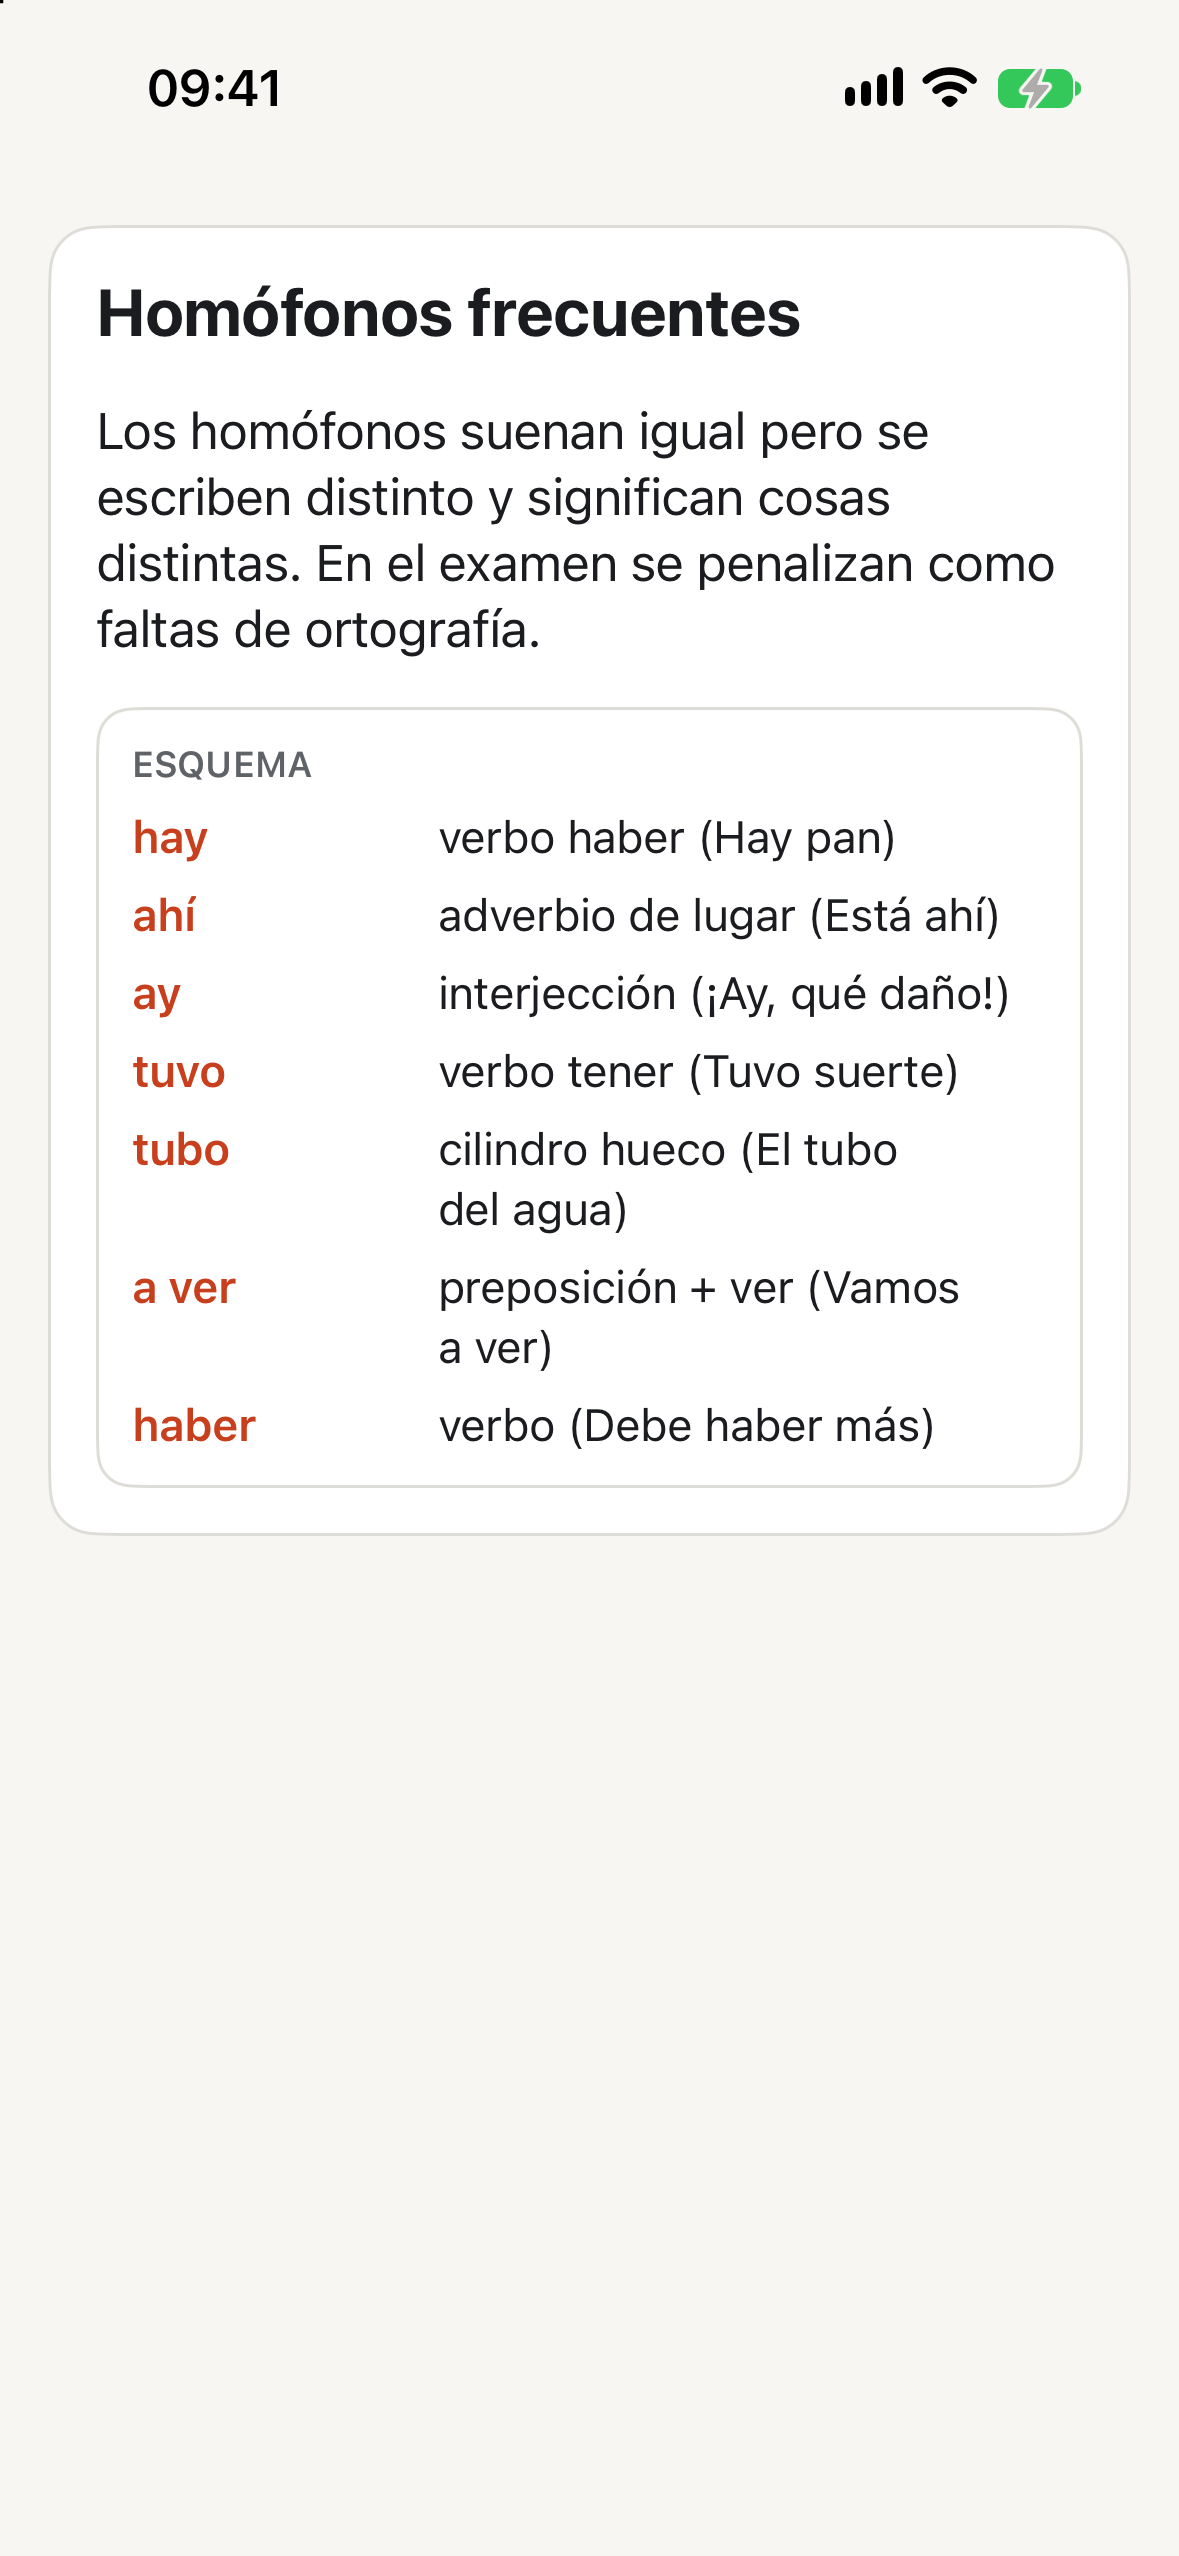 09:41
Homófonos frecuentes
Los homófonos suenan igual pero se
escriben distinto y significan cosas
distintas. En el examen se penalizan como
faltas de ortografía.
ESQUEMA
hay verbo haber (Hay pan)
ahí adverbio de lugar (Está ahí)
ay interjección (¡Ay, qué daño!)
tuvo verbo tener (Tuvo suerte)
tubo cilindro hueco (El tubo
del agua)
a ver preposición + ver (Vamos
a ver)
haber verbo (Debe haber más)